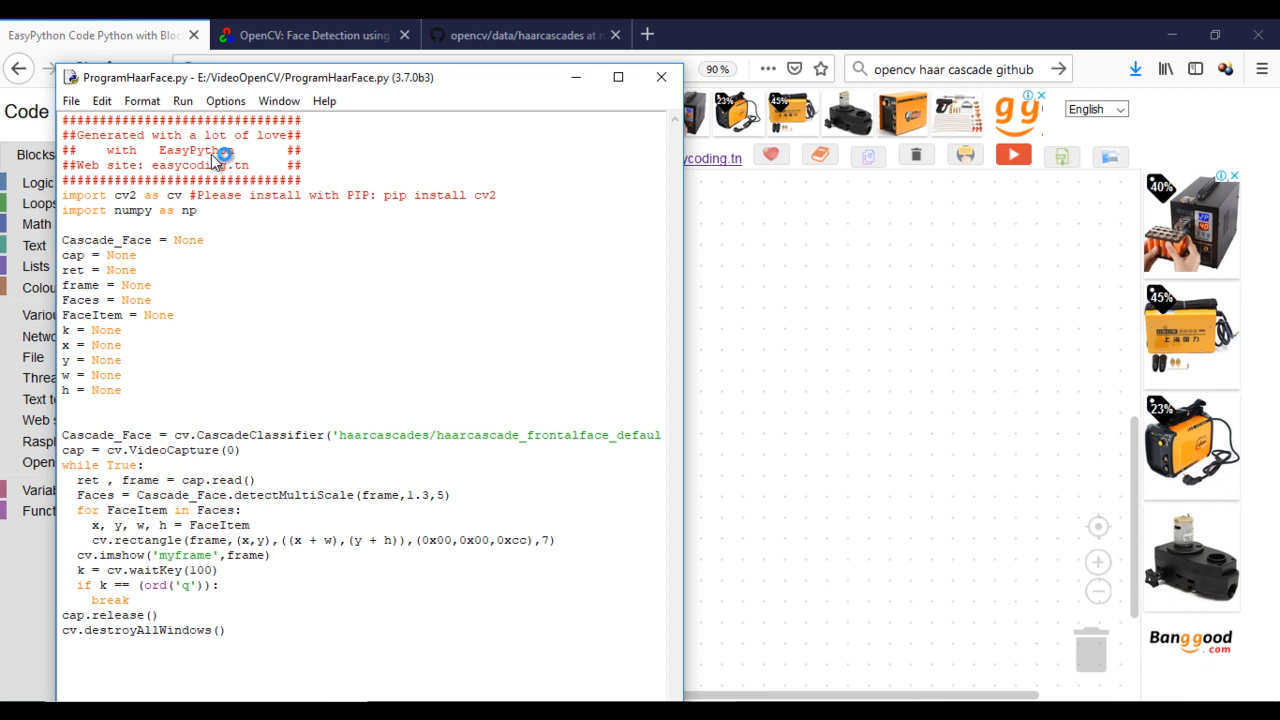 EasyPython Code Python with Bloc
OpenCV: Face Detection using
opencv/data/haarcascades at m
90%
opencv haar cascade github
ProgramHaarFace.py - E:/VideoOpenCV/ProgramHaarFace.py (3.7.0b3)
File Edit Format Run Options Window Help
Code
23%
45%
gg
English
Blocks
ycoding.tn
Logic
Loops
Math
Text
Lists
Colou
Variou
Netwo
File
Threa
Text to
Web s
Raspb
Open
Variab
Funct
################################
##Generated with a lot of love##
## with EasyPython ##
##Web site: easycoding.tn ##
################################
import cv2 as cv #Please install with PIP: pip install cv2
import numpy as np
Cascade_Face = None
cap = None
ret = None
frame = None
Faces = None
FaceItem = None
k = None
x = None
y = None
w = None
h = None
Cascade_Face = cv.CascadeClassifier('haarcascades/haarcascade_frontalface_defaul
cap = cv.VideoCapture(0)
while True:
ret , frame = cap.read()
Faces = Cascade_Face.detectMultiScale(frame,1.3,5)
for FaceItem in Faces:
x, y, w, h = FaceItem
cv.rectangle(frame,(x,y),((x + w),(y + h)),(0x00,0x00,0xcc),7)
cv.imshow('myframe',frame)
k = cv.waitKey(100)
if k == (ord('q')):
break
cap.release()
cv.destroyAllWindows()
40%
45%
23%
Banggood
.com